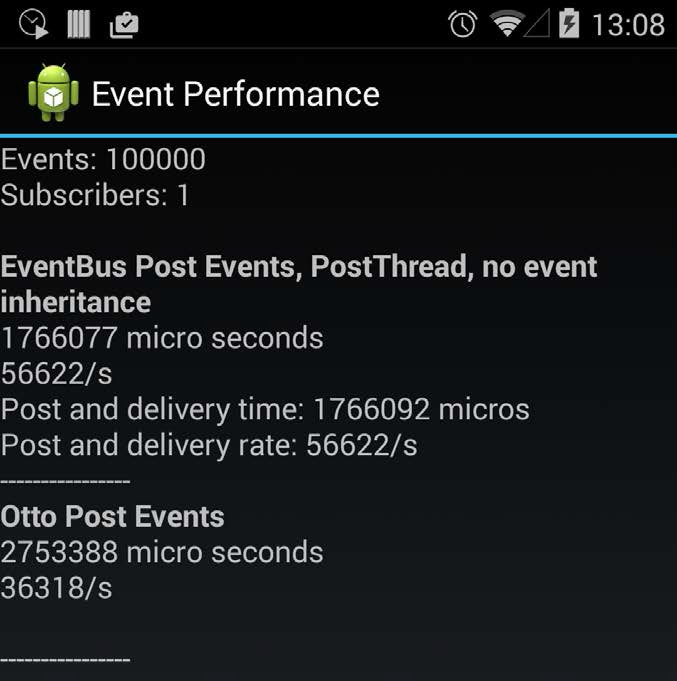 13:08
Event Performance
Events: 100000
Subscribers: 1
EventBus Post Events, PostThread, no event
inheritance
1766077 micro seconds
56622/s
Post and delivery time: 1766092 micros
Post and delivery rate: 56622/s
----------------
Otto Post Events
2753388 micro seconds
36318/s
----------------